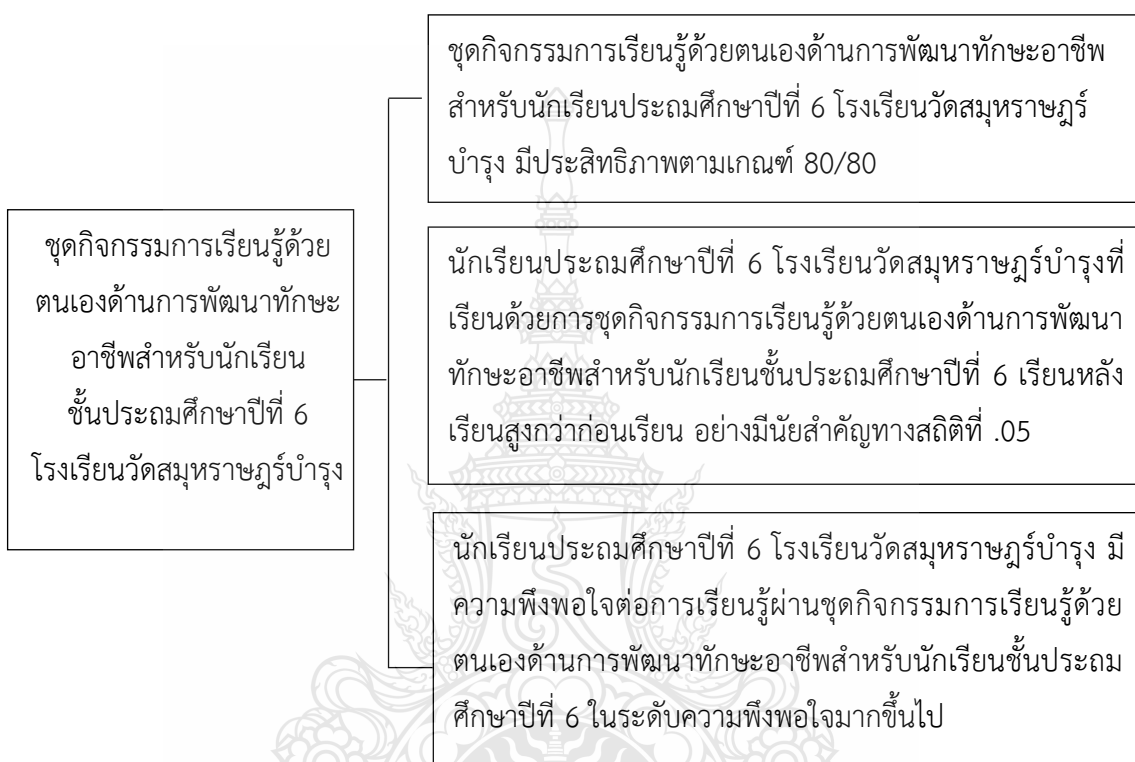 ชุดกิจกรรมการเรียนรู้ด้วย
ตนเองด้านการพัฒนาทักษะ
อาชีพสำหรับนักเรียน
ชั้นประถมศึกษาปีที่ 6
โรงเรียนวัดสมุหราษฎร์บำรุง
ชุดกิจกรรมการเรียนรู้ด้วยตนเองด้านการพัฒนาทักษะอาชีพ
สำหรับนักเรียนประถมศึกษาปีที่ 6 โรงเรียนวัดสมุหราษฎร์
บำรุง มีประสิทธิภาพตามเกณฑ์ 80/80
นักเรียนประถมศึกษาปีที่ 6 โรงเรียนวัดสมุหราษฎร์บำรุงที่
เรียนด้วยการชุดกิจกรรมการเรียนรู้ด้วยตนเองด้านการพัฒนา
ทักษะอาชีพสำหรับนักเรียนชั้นประถมศึกษาปีที่ 6 เรียนหลัง
เรียนสูงกว่าก่อนเรียน อย่างมีนัยสำคัญทางสถิติที่ .05
นักเรียนประถมศึกษาปีที่ 6 โรงเรียนวัดสมุหราษฎร์บำรุง มี
ความพึงพอใจต่อการเรียนรู้ผ่านชุดกิจกรรมการเรียนรู้ด้วย
ตนเองด้านการพัฒนาทักษะอาชีพสำหรับนักเรียนชั้นประถม
ศึกษาปีที่ 6 ในระดับความพึงพอใจมากขึ้นไป